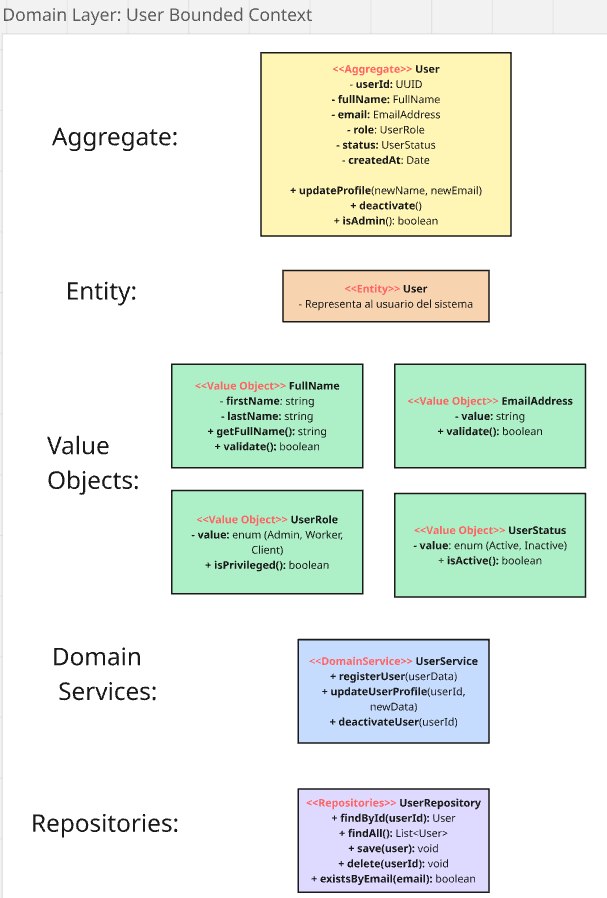 Domain Layer: User Bounded Context
Aggregate:
<<Aggregate>> User
- userId: UUID
- fullName: FullName
- email: EmailAddress
- role: UserRole
- status: UserStatus
- createdAt: Date
+ updateProfile(newName, newEmail)
+ deactivate()
+ isAdmin(): boolean
Entity:
<<Entity>> User
- Representa al usuario del sistema
Value
Objects:
<<Value Object>> FullName
- firstName: string
- lastName: string
+ getFullName(): string
+ validate(): boolean
<<Value Object>> EmailAddress
- value: string
+ validate(): boolean
<<Value Object>> UserRole
- value: enum (Admin, Worker,
Client)
+ isPrivileged(): boolean
<<Value Object>> UserStatus
- value: enum (Active, Inactive)
+ isActive(): boolean
Domain
Services:
<<DomainService>> UserService
+ registerUser(userData)
+ updateUserProfile(userId,
newData)
+ deactivateUser(userId)
Repositories:
<<Repositories>> UserRepository
+ findById(userId): User
+ findAll(): List<User>
+ save(user): void
+ delete(userId): void
+ existsByEmail(email): boolean